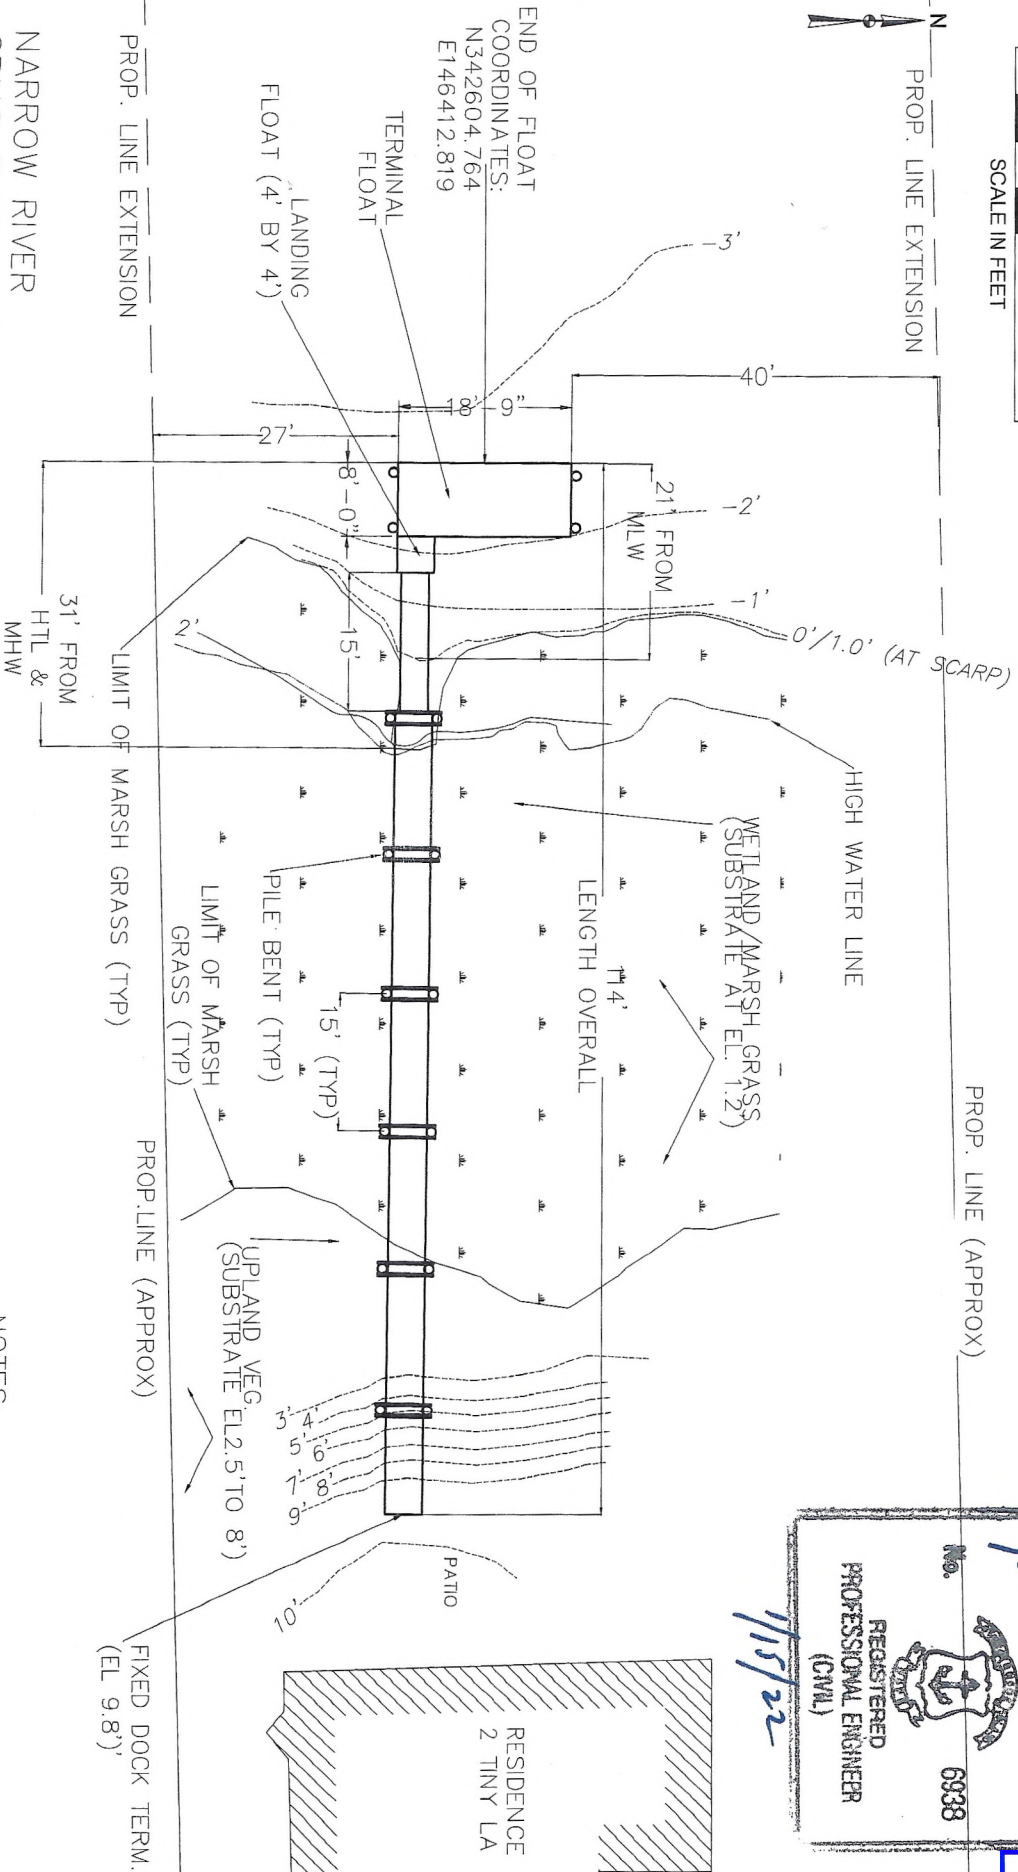 N
SCALE IN FEET
PROP. LINE EXTENSION
PROP. LINE (APPROX)
40'
END OF FLOAT
COORDINATES:
N342604.764
E146412.819
-3'
18'-9"
21' FROM
MLW
-2'
-1'
0'/1.0' (AT SCARP)
HIGH WATER LINE
WETLAND/MARSH GRASS
(SUBSTRATE AT EL. 1.2')
114'
LENGTH OVERALL
TERMINAL
FLOAT
LANDING
FLOAT (4' BY 4')
27'
8'-0"
15'
2'
31' FROM
HTL &
MHW
LIMIT OF MARSH GRASS (TYP)
PILE BENT (TYP)
15' (TYP)
LIMIT OF MARSH
GRASS (TYP)
UPLAND VEG.
(SUBSTRATE EL2.5'TO 8')
3'
4'
5'
6'
7'
8'
9'
10'
PATIO
FIXED DOCK TERM.
(EL 9.8')'
RESIDENCE
2 TINY LA
PROP. LINE EXTENSION
PROP.LINE (APPROX)
NARROW RIVER
NOTES
No.
6938
REGISTERED
PROFESSIONAL ENGINEER
(CIVIL)
1/15/22